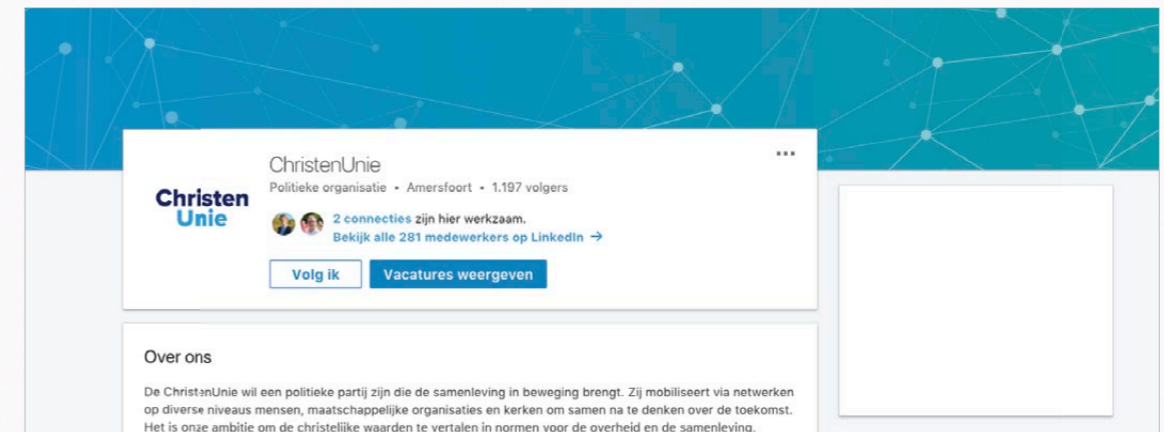 ChristenUnie
Politieke organisatie • Amersfoort • 1.197 volgers
Christen
Unie
2 connecties zijn hier werkzaam.
Bekijk alle 281 medewerkers op LinkedIn →
Volg ik
Vacatures weergeven
Over ons
De ChristenUnie wil een politieke partij zijn die de samenleving in beweging brengt. Zij mobiliseert via netwerken
op diverse niveaus mensen, maatschappelijke organisaties en kerken om samen na te denken over de toekomst.
Het is onze ambitie om de christelijke waarden te vertalen in normen voor de overheid en de samenleving.